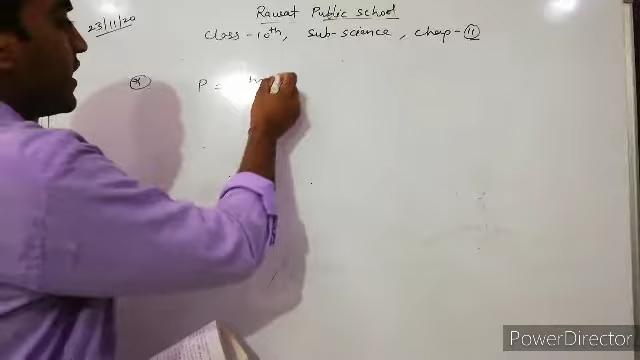 23/11/20
Rawat Public school
class - 10th, sub - science, chap - 11
P =
PowerDirector